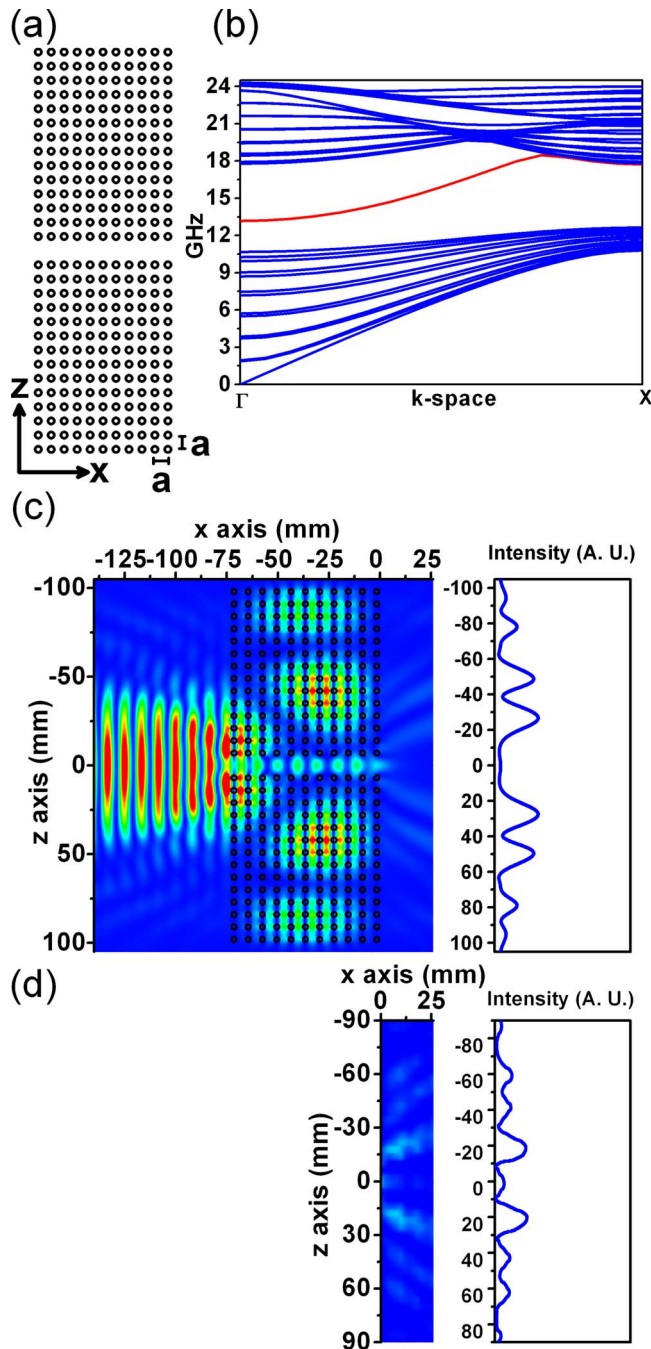 (a)
z
x
a
a
(b)
24
21
18
15
12
9
6
3
0
GHz
Γ
k-space
X
(c)
x axis (mm)
-125 -100 -75 -50 -25 0 25
z axis (mm)
-100
-50
0
50
100
Intensity (A. U.)
-100
-80
-60
-40
-20
0
20
40
60
80
100
(d)
x axis (mm)
0 25
z axis (mm)
-90
-60
-30
0
30
60
90
Intensity (A. U.)
-80
-60
-40
-20
0
20
40
60
80